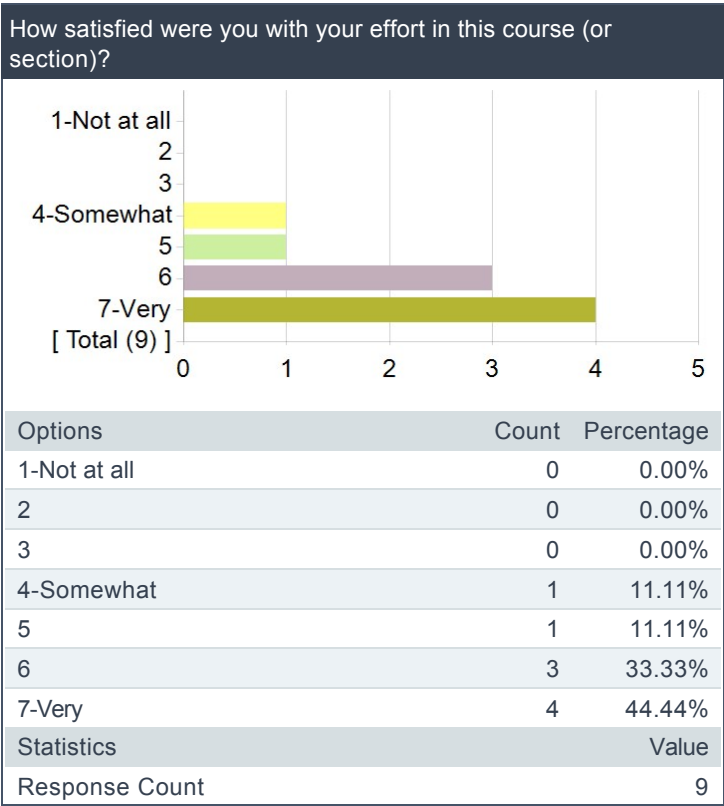 How satisfied were you with your effort in this course (or
section)?
1-Not at all
2
3
4-Somewhat
5
6
7-Very
[ Total (9) ]
0 1 2 3 4 5
Options Count Percentage
1-Not at all 0 0.00%
2 0 0.00%
3 0 0.00%
4-Somewhat 1 11.11%
5 1 11.11%
6 3 33.33%
7-Very 4 44.44%
Statistics Value
Response Count 9